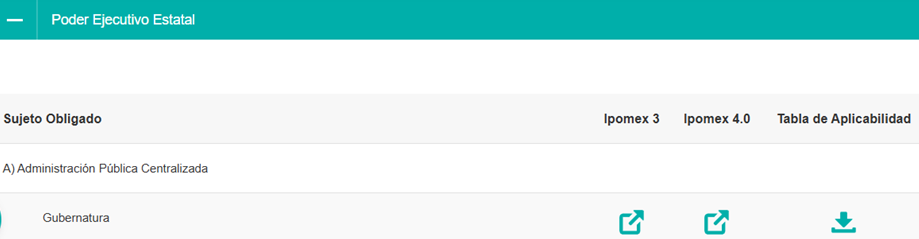 Poder Ejecutivo Estatal
Sujeto Obligado Ipomex 3 Ipomex 4.0 Tabla de Aplicabilidad
A) Administración Pública Centralizada
Gubernatura